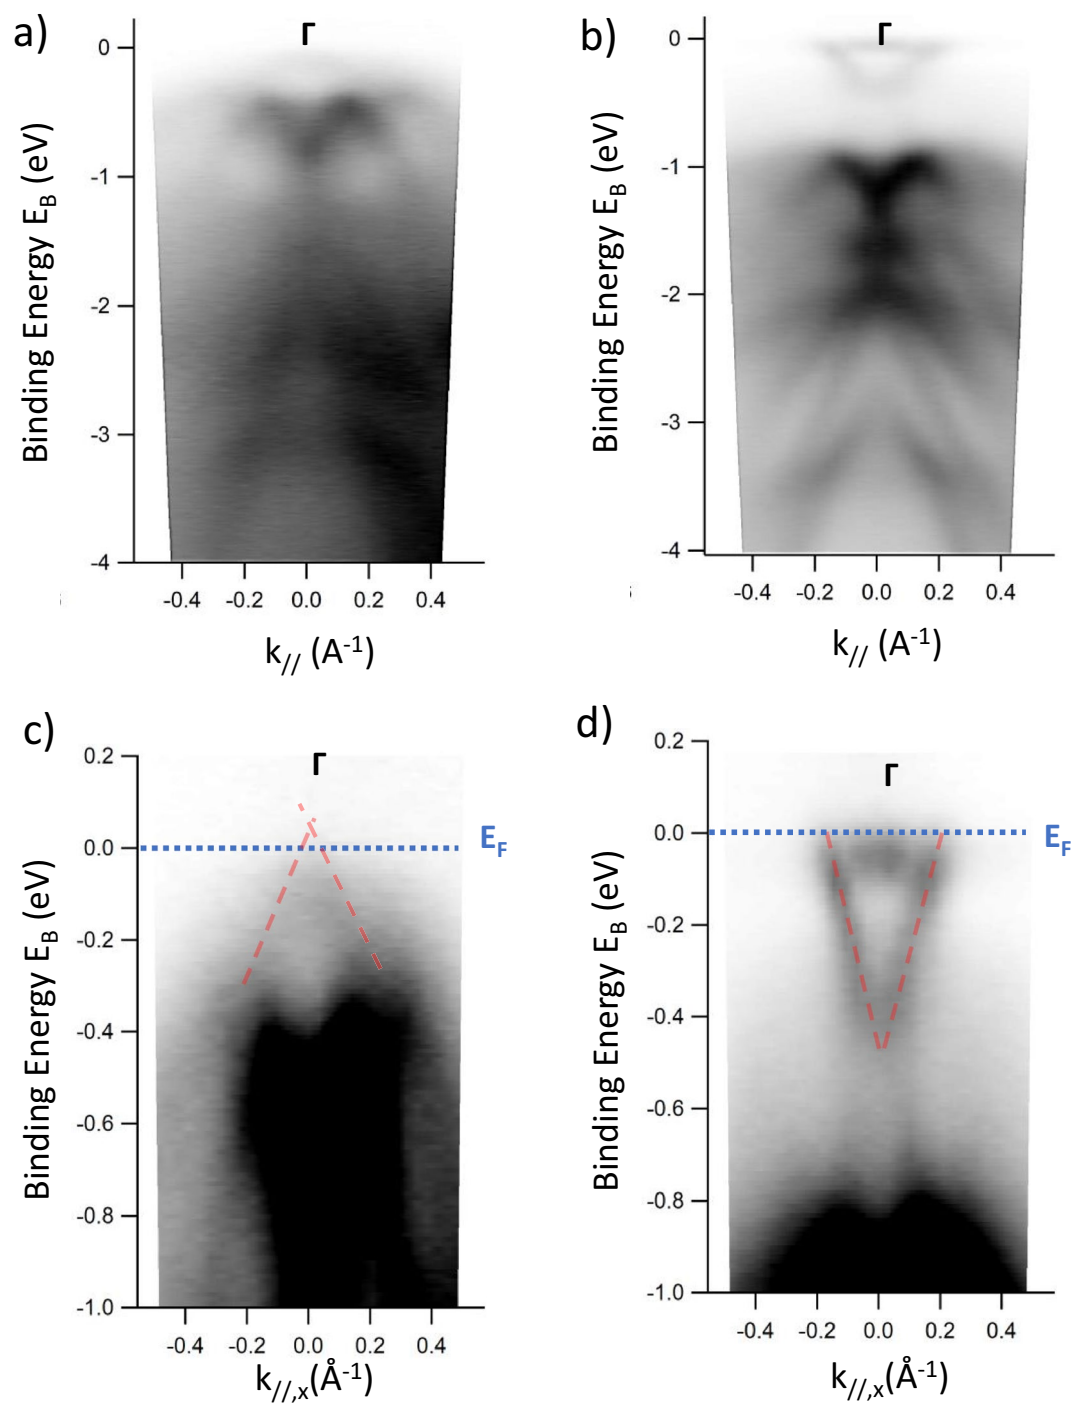 a)
Γ
0
-1
-2
-3
-4
Binding Energy E_B (eV)
-0.4 -0.2 0.0 0.2 0.4
k_// (A^-1)
b)
Γ
0
-1
-2
-3
-4
Binding Energy E_B (eV)
-0.4 -0.2 0.0 0.2 0.4
k_// (A^-1)
c)
Γ
0.2
0.0
-0.2
-0.4
-0.6
-0.8
-1.0
E_F
Binding Energy E_B (eV)
-0.4 -0.2 0.0 0.2 0.4
k_//,x(Å^-1)
d)
Γ
0.2
0.0
-0.2
-0.4
-0.6
-0.8
-1.0
E_F
Binding Energy E_B (eV)
-0.4 -0.2 0.0 0.2 0.4
k_//,x(Å^-1)